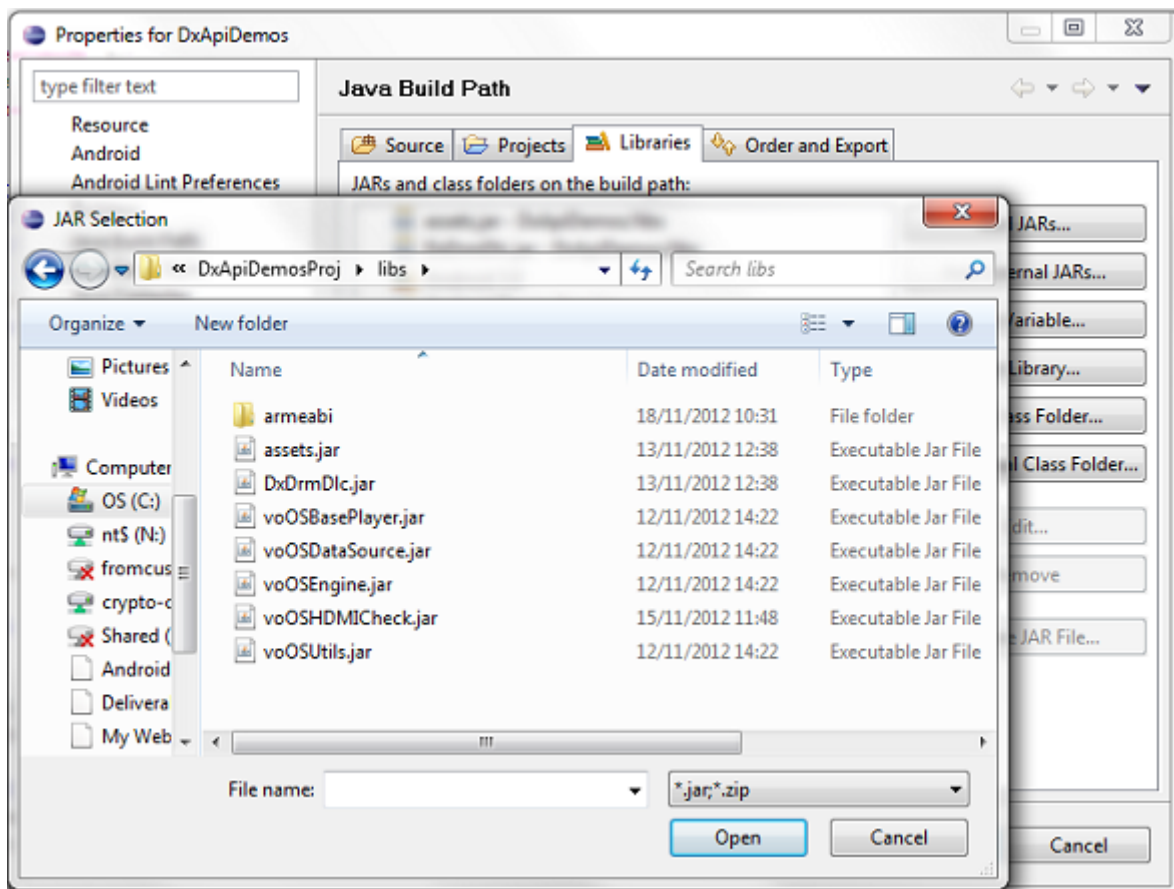 Properties for DxApiDemos
type filter text
Java Build Path
Resource
Android
Android Lint Preferences
Source Projects Libraries Order and Export
JARs and class folders on the build path:
JAR Selection
JARs...
« DxApiDemosProj libs
Search libs
ernal JARs...
Organize New folder
Variable...
Pictures
Videos
Computer
OS (C:)
nt$ (N:)
fromcus
crypto-c
Shared (
Android
Delivera
My Web
Name Date modified Type
Library...
armeabi 18/11/2012 10:31 File folder
ass Folder...
assets.jar 13/11/2012 12:38 Executable Jar File
l Class Folder...
DxDrmDlc.jar 13/11/2012 12:38 Executable Jar File
voOSBasePlayer.jar 12/11/2012 14:22 Executable Jar File
dit...
voOSDataSource.jar 12/11/2012 14:22 Executable Jar File
voOSEngine.jar 12/11/2012 14:22 Executable Jar File
move
voOSHDMICheck.jar 15/11/2012 11:48 Executable Jar File
voOSUtils.jar 12/11/2012 14:22 Executable Jar File
JAR File...
File name:
*.jar;*.zip
Open Cancel
Cancel